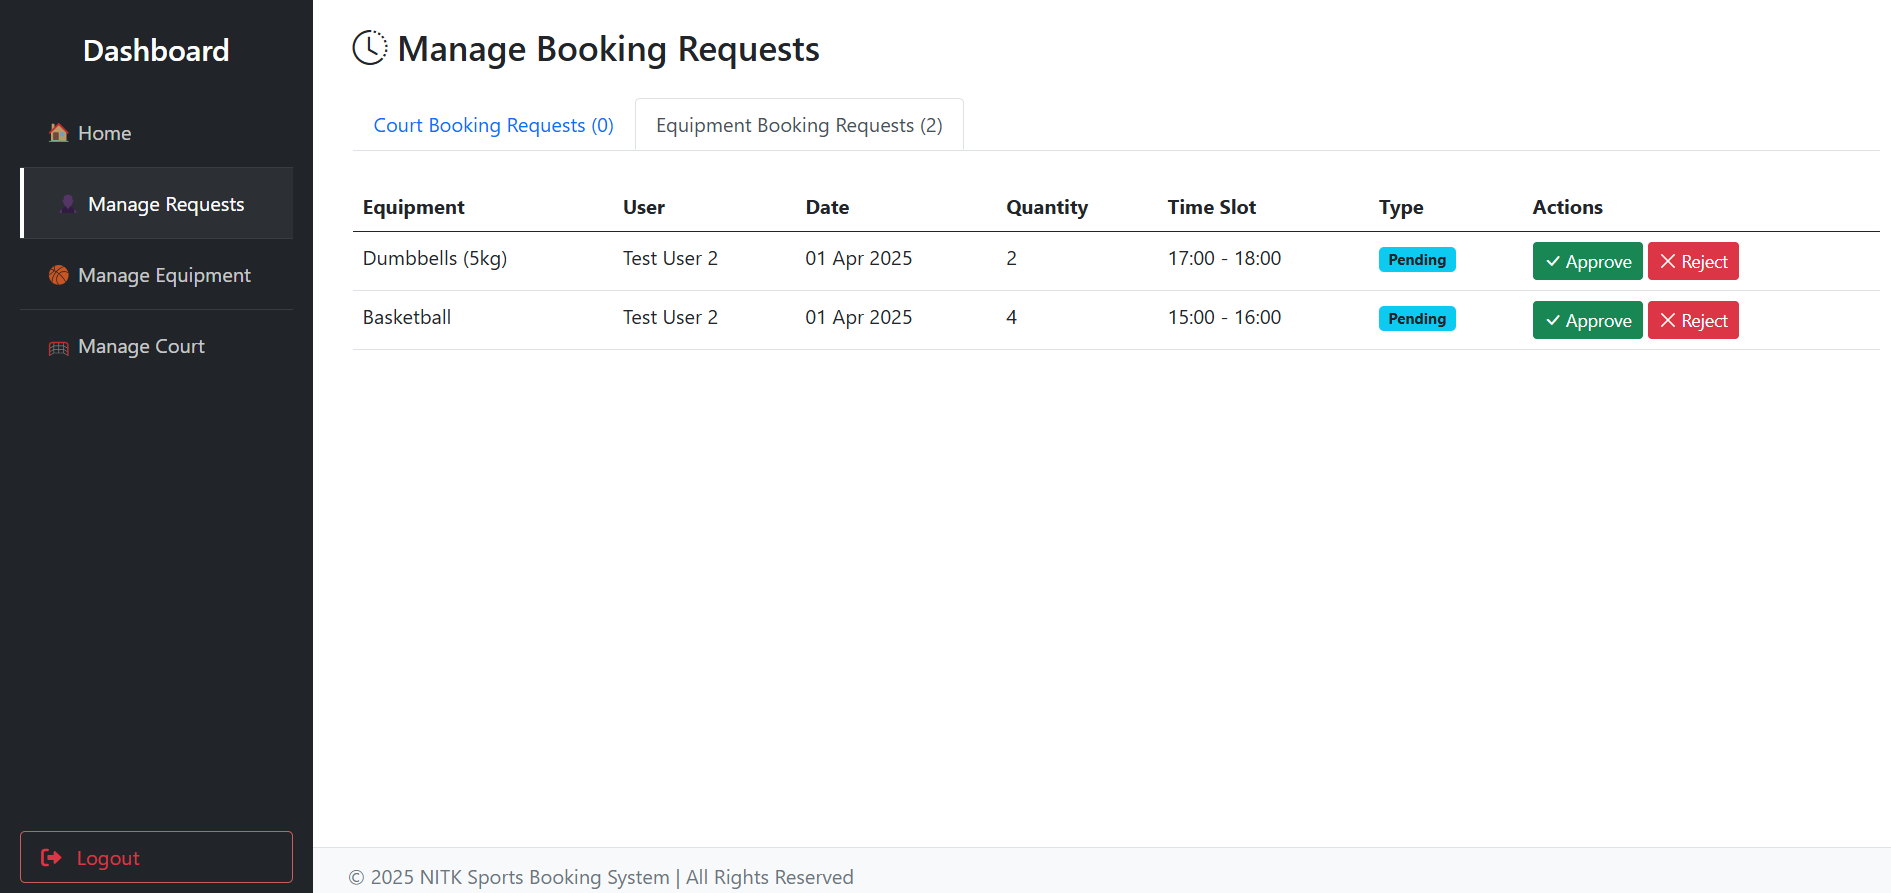 Dashboard
Home
Manage Requests
Manage Equipment
Manage Court
Logout
Manage Booking Requests
Court Booking Requests (0) Equipment Booking Requests (2)
Equipment User Date Quantity Time Slot Type Actions
Dumbbells (5kg) Test User 2 01 Apr 2025 2 17:00 - 18:00 Pending Approve Reject
Basketball Test User 2 01 Apr 2025 4 15:00 - 16:00 Pending Approve Reject
© 2025 NITK Sports Booking System | All Rights Reserved